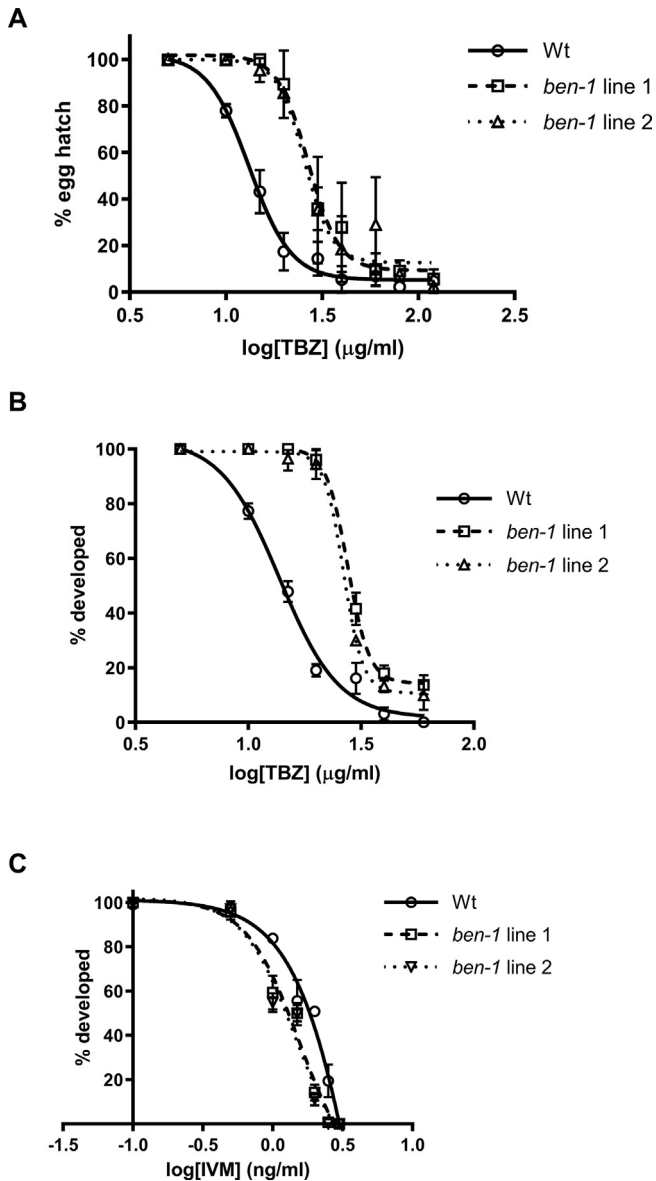 A
% egg hatch
100
80
60
40
20
0
0.5 1.0 1.5 2.0 2.5
log[TBZ] (μg/ml)
Wt
ben-1 line 1
ben-1 line 2
B
% developed
100
80
60
40
20
0
0.5 1.0 1.5 2.0
log[TBZ] (μg/ml)
Wt
ben-1 line 1
ben-1 line 2
C
% developed
100
80
60
40
20
-1.5 -1.0 -0.5 0.0 0.5 1.0
log[IVM] (ng/ml)
Wt
ben-1 line 1
ben-1 line 2